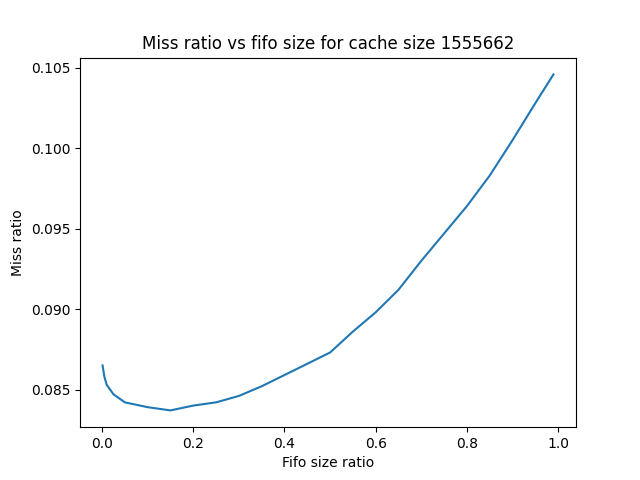 Miss ratio vs fifo size for cache size 1555662
0.105
0.100
0.095
0.090
0.085
Miss ratio
0.0 0.2 0.4 0.6 0.8 1.0
Fifo size ratio